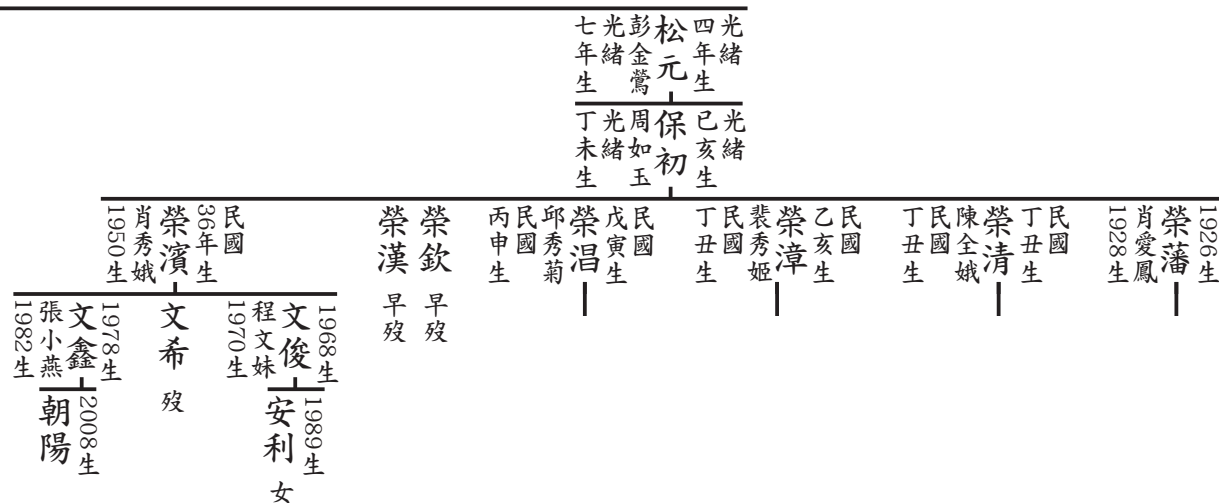 光緒
四年生
松元
彭金鶯
光緒
七年生
光緒
已亥生
保初
周如玉
光緒
丁未生
1926生
榮藩
肖愛鳳
1928生
民國
丁丑生
榮清
陳全娥
民國
丁丑生
民國
乙亥生
榮漳
裴秀姬
民國
丁丑生
民國
戊寅生
榮淐
邱秀菊
民國
丙申生
榮欽 早歿
榮漢 早歿
民國
36年生
榮濱
肖秀娥
1950生
1968生
文俊
程文妹
1970生
文希 歿
1978生
文鑫
張小燕
1982生
1989生
安利 女
2008生
朝陽